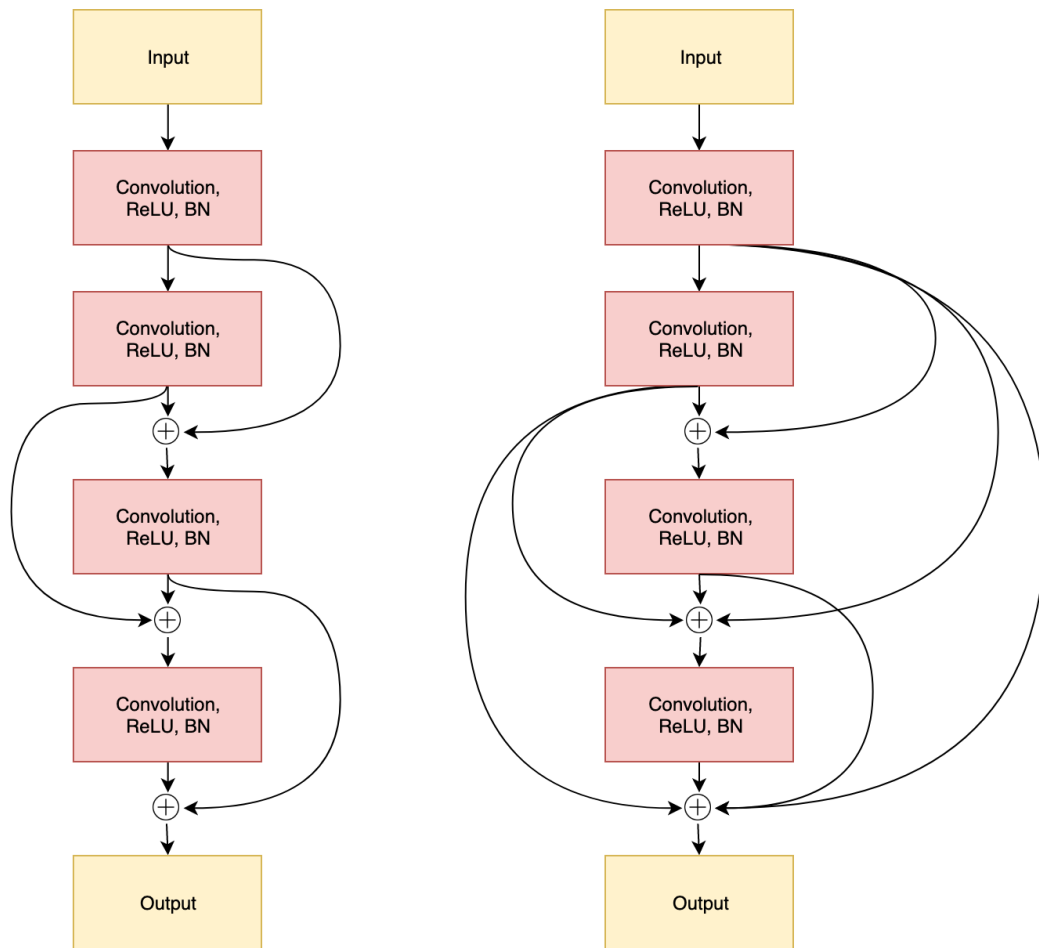 Input
Convolution,
ReLU, BN
Convolution,
ReLU, BN
Convolution,
ReLU, BN
Convolution,
ReLU, BN
Output
Input
Convolution,
ReLU, BN
Convolution,
ReLU, BN
Convolution,
ReLU, BN
Convolution,
ReLU, BN
Output